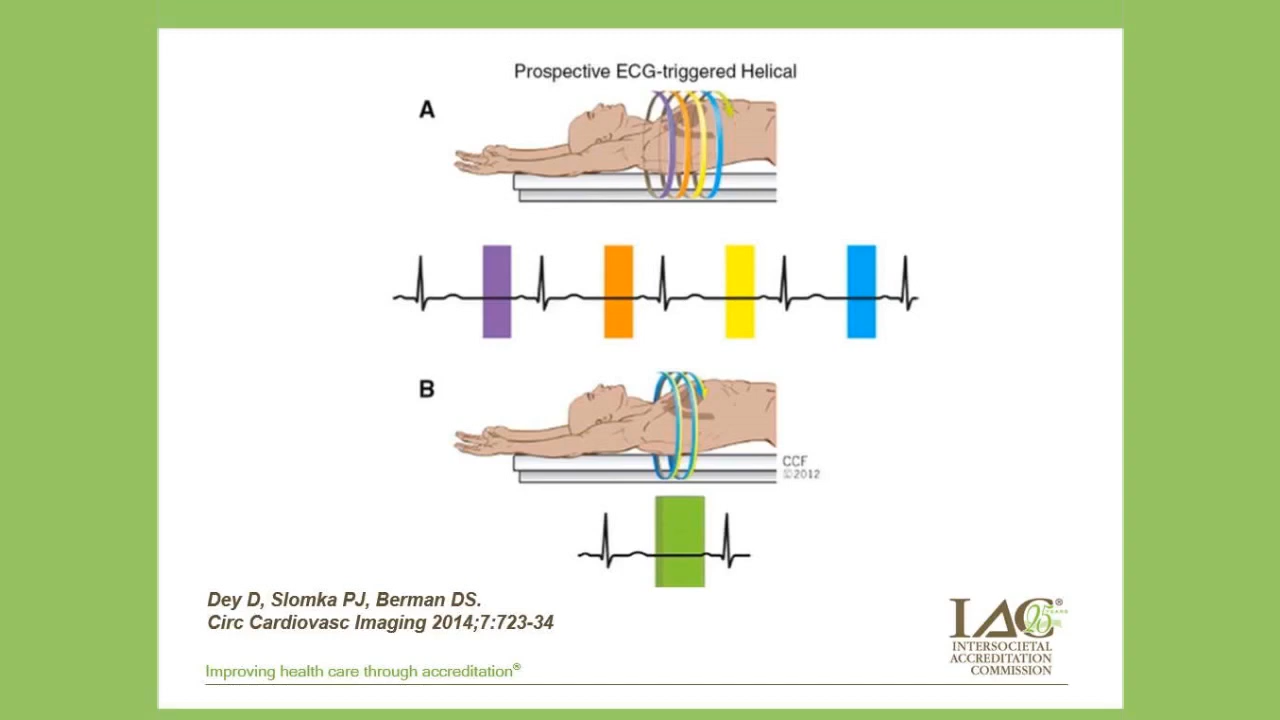 Prospective ECG-triggered Helical
A
B
CCF
©2012
Dey D, Slomka PJ, Berman DS.
Circ Cardiovasc Imaging 2014;7:723-34
Improving health care through accreditation®
IAC®
25 YEARS
INTERSOCIETAL
ACCREDITATION
COMMISSION